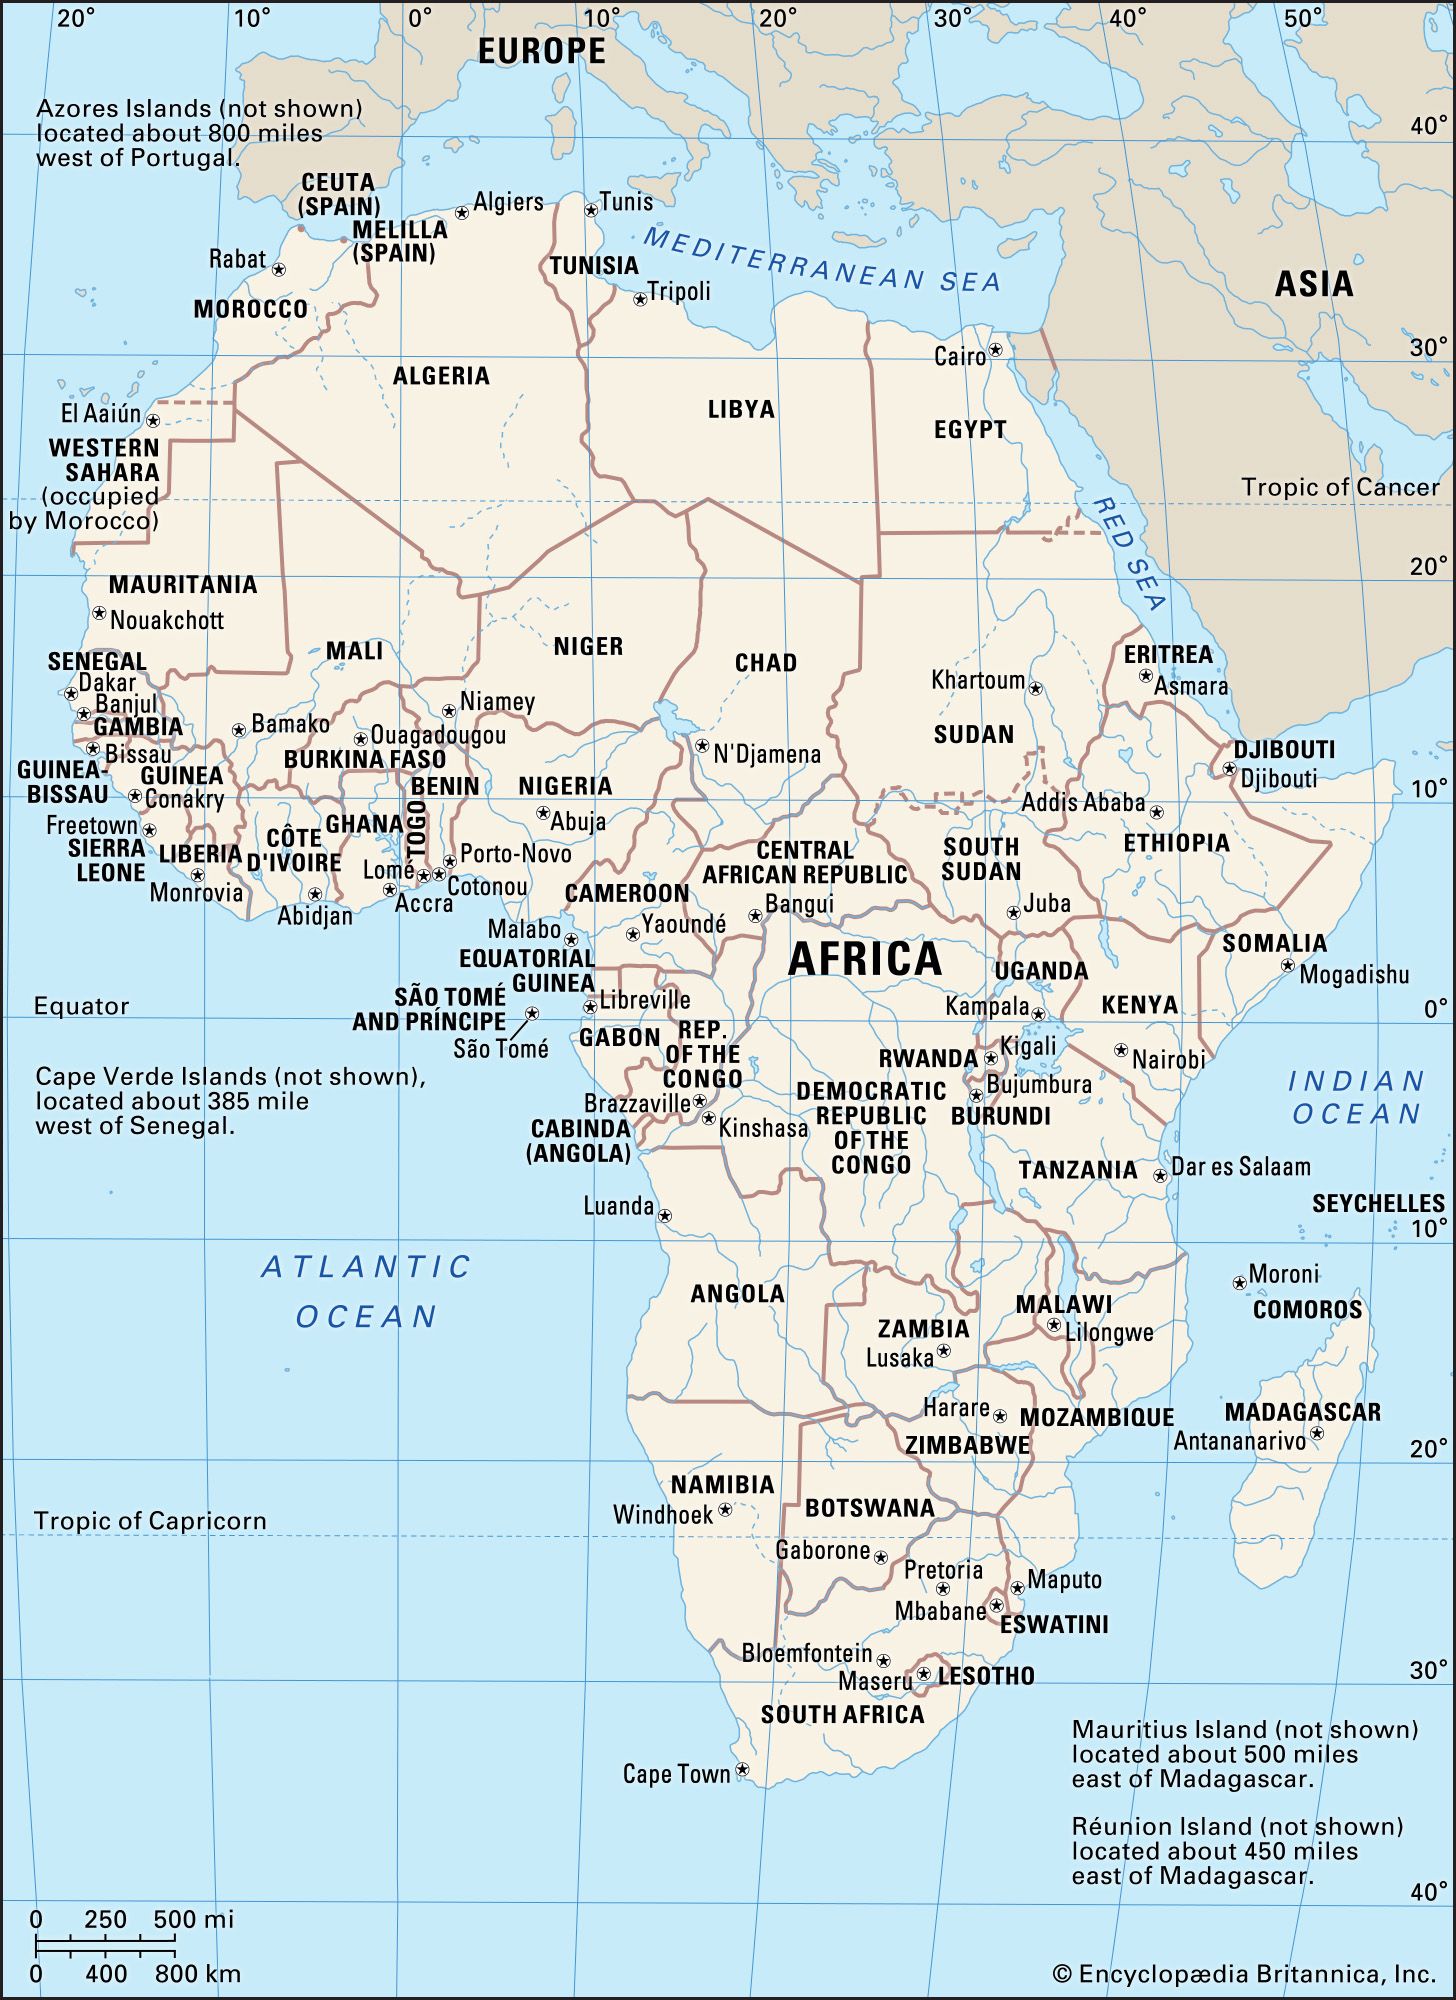 20°
10°
0°
10°
20°
30°
40°
50°
EUROPE
Azores Islands (not shown)
located about 800 miles
west of Portugal.
40°
CEUTA
(SPAIN)
Algiers
Tunis
MELILLA
(SPAIN)
MEDITERRANEAN SEA
Rabat
TUNISIA
ASIA
Tripoli
MOROCCO
Cairo
30°
ALGERIA
El Aaiún
LIBYA
EGYPT
WESTERN
SAHARA
(occupied
by Morocco)
Tropic of Cancer
RED SEA
20°
MAURITANIA
Nouakchott
MALI
NIGER
CHAD
ERITREA
SENEGAL
Dakar
Khartoum
Asmara
Banjul
Niamey
GAMBIA
Bamako
Ouagadougou
SUDAN
Bissau
BURKINA FASO
N'Djamena
DJIBOUTI
Djibouti
GUINEA-
BISSAU
GUINEA
Conakry
BENIN
NIGERIA
10°
Addis Ababa
Freetown
GHANA
TOGO
Abuja
SIERRA
LEONE
LIBERIA
CÔTE
D'IVOIRE
Porto-Novo
CENTRAL
AFRICAN REPUBLIC
SOUTH
SUDAN
ETHIOPIA
Monrovia
Lomé
Cotonou
Abidjan
Accra
CAMEROON
Bangui
Juba
Malabo
Yaoundé
EQUATORIAL
GUINEA
AFRICA
UGANDA
SOMALIA
Mogadishu
SÃO TOMÉ
AND PRÍNCIPE
Libreville
Equator
Kampala
KENYA
0°
São Tomé
GABON
REP.
OF THE
CONGO
RWANDA
Kigali
Nairobi
Cape Verde Islands (not shown),
located about 385 mile
west of Senegal.
Brazzaville
DEMOCRATIC
REPUBLIC
OF THE
CONGO
Bujumbura
BURUNDI
INDIAN
OCEAN
CABINDA
(ANGOLA)
Kinshasa
TANZANIA
Dar es Salaam
Luanda
SEYCHELLES
10°
ATLANTIC
OCEAN
Moroni
COMOROS
ANGOLA
MALAWI
Lilongwe
ZAMBIA
Lusaka
Harare
MOZAMBIQUE
MADAGASCAR
Antananarivo
ZIMBABWE
20°
NAMIBIA
Windhoek
BOTSWANA
Tropic of Capricorn
Gaborone
Pretoria
Maputo
Mbabane
ESWATINI
Bloemfontein
Maseru
LESOTHO
30°
SOUTH AFRICA
Cape Town
Mauritius Island (not shown)
located about 500 miles
east of Madagascar.
Réunion Island (not shown)
located about 450 miles
east of Madagascar.
40°
0 250 500 mi
0 400 800 km
© Encyclopædia Britannica, Inc.